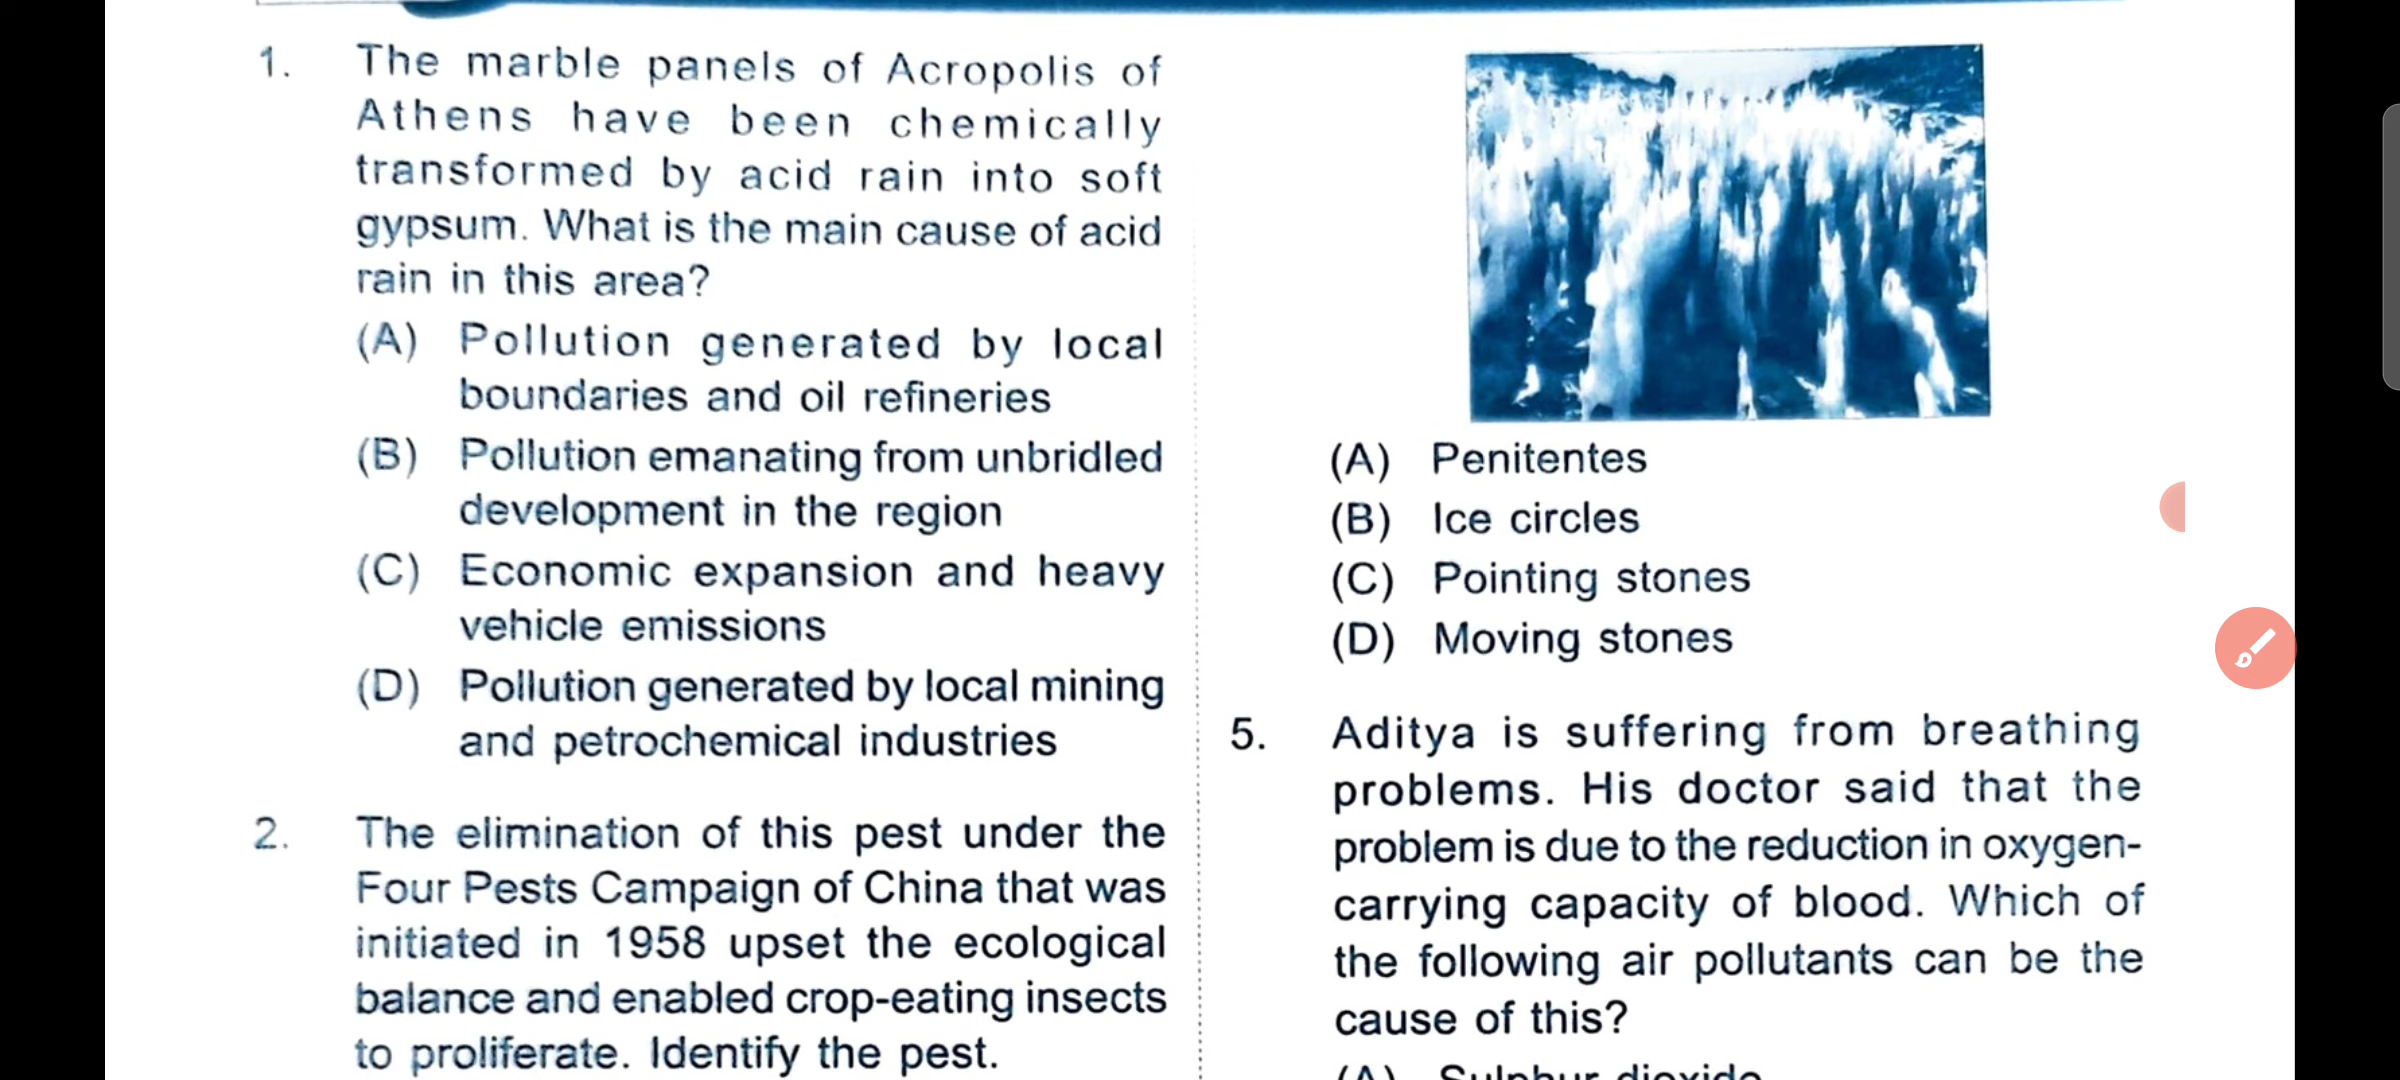 1. The marble panels of Acropolis of
Athens have been chemically
transformed by acid rain into soft
gypsum. What is the main cause of acid
rain in this area?
(A) Pollution generated by local
boundaries and oil refineries
(B) Pollution emanating from unbridled
development in the region
(C) Economic expansion and heavy
vehicle emissions
(D) Pollution generated by local mining
and petrochemical industries
2. The elimination of this pest under the
Four Pests Campaign of China that was
initiated in 1958 upset the ecological
balance and enabled crop-eating insects
to proliferate. Identify the pest.
(A) Penitentes
(B) Ice circles
(C) Pointing stones
(D) Moving stones
5. Aditya is suffering from breathing
problems. His doctor said that the
problem is due to the reduction in oxygen-
carrying capacity of blood. Which of
the following air pollutants can be the
cause of this?
(A) Sulphur dioxide